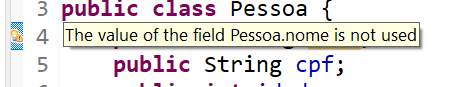 3 public class Pessoa {
The value of the field Pessoa.nome is not used
4
5 public String cpf;